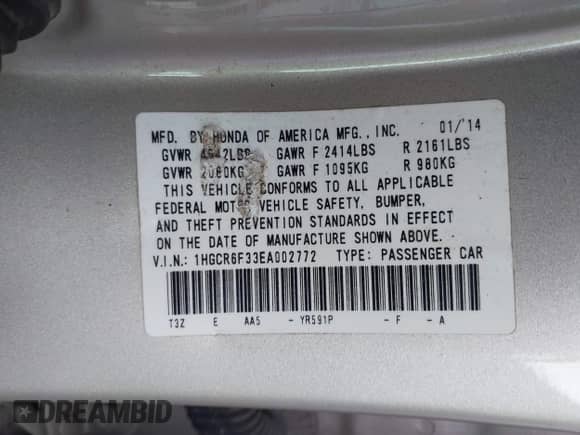 MFD. BY HONDA OF AMERICA MFG., INC. 01/'14
GVWR GAWR F 2414LBS R 2161LBS
GVWR 2080KG GAWR F 1095KG R 980KG
THIS VEHICLE CONFORMS TO ALL APPLICABLE
FEDERAL MOTOR VEHICLE SAFETY, BUMPER,
AND THEFT PREVENTION STANDARDS IN EFFECT
ON THE DATE OF MANUFACTURE SHOWN ABOVE.
V.I.N.: 1HGCR6F33EA002772 TYPE: PASSENGER CAR
T3Z E AA5 - YR591P - F - A
DREAMBID